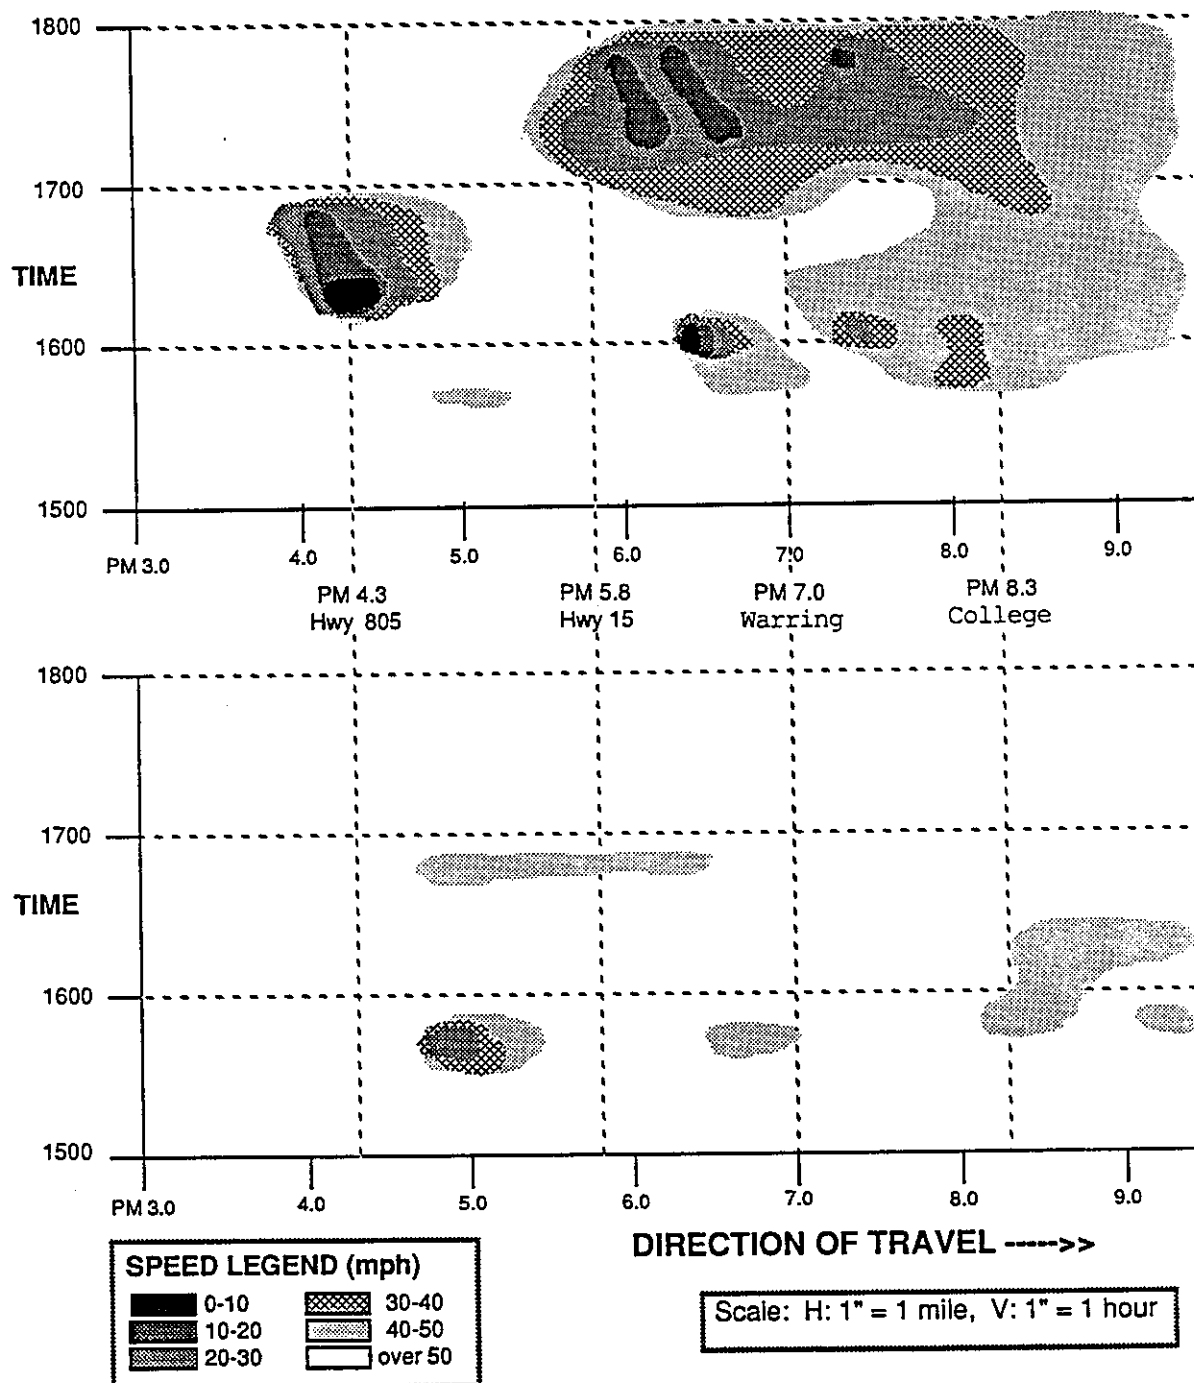 1800
1700
TIME
1600
1500
PM 3.0 4.0 5.0 6.0 7.0 8.0 9.0
PM 4.3 PM 5.8 PM 7.0 PM 8.3
Hwy 805 Hwy 15 Warring College
1800
1700
TIME
1600
1500
PM 3.0 4.0 5.0 6.0 7.0 8.0 9.0
DIRECTION OF TRAVEL ----->>
SPEED LEGEND (mph)
0-10 30-40
10-20 40-50
20-30 over 50
Scale: H: 1" = 1 mile, V: 1" = 1 hour